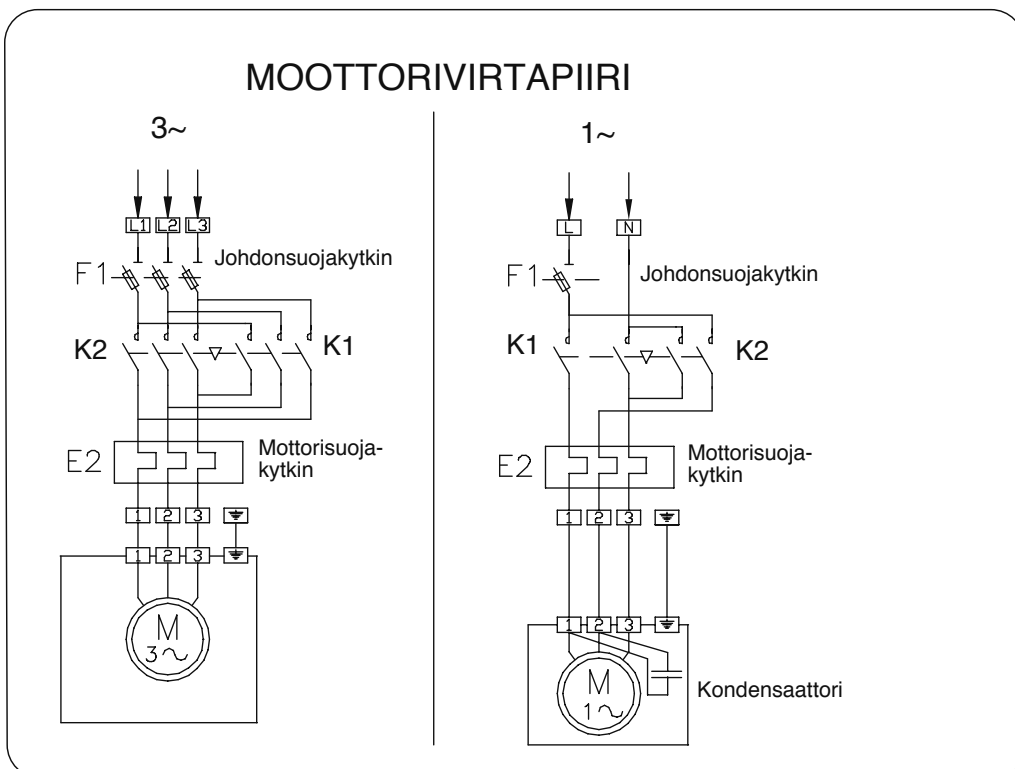 MOOTTORIVIRTAPIIRI
3~
L1 L2 L3
F1 Johdonsuojakytkin
K2 K1
E2 Mottorisuoja-
kytkin
1 2 3
1 2 3
M
3~
1~
L N
F1 Johdonsuojakytkin
K1 K2
E2 Mottorisuoja-
kytkin
1 2 3
1 2 3
M
1~
Kondensaattori